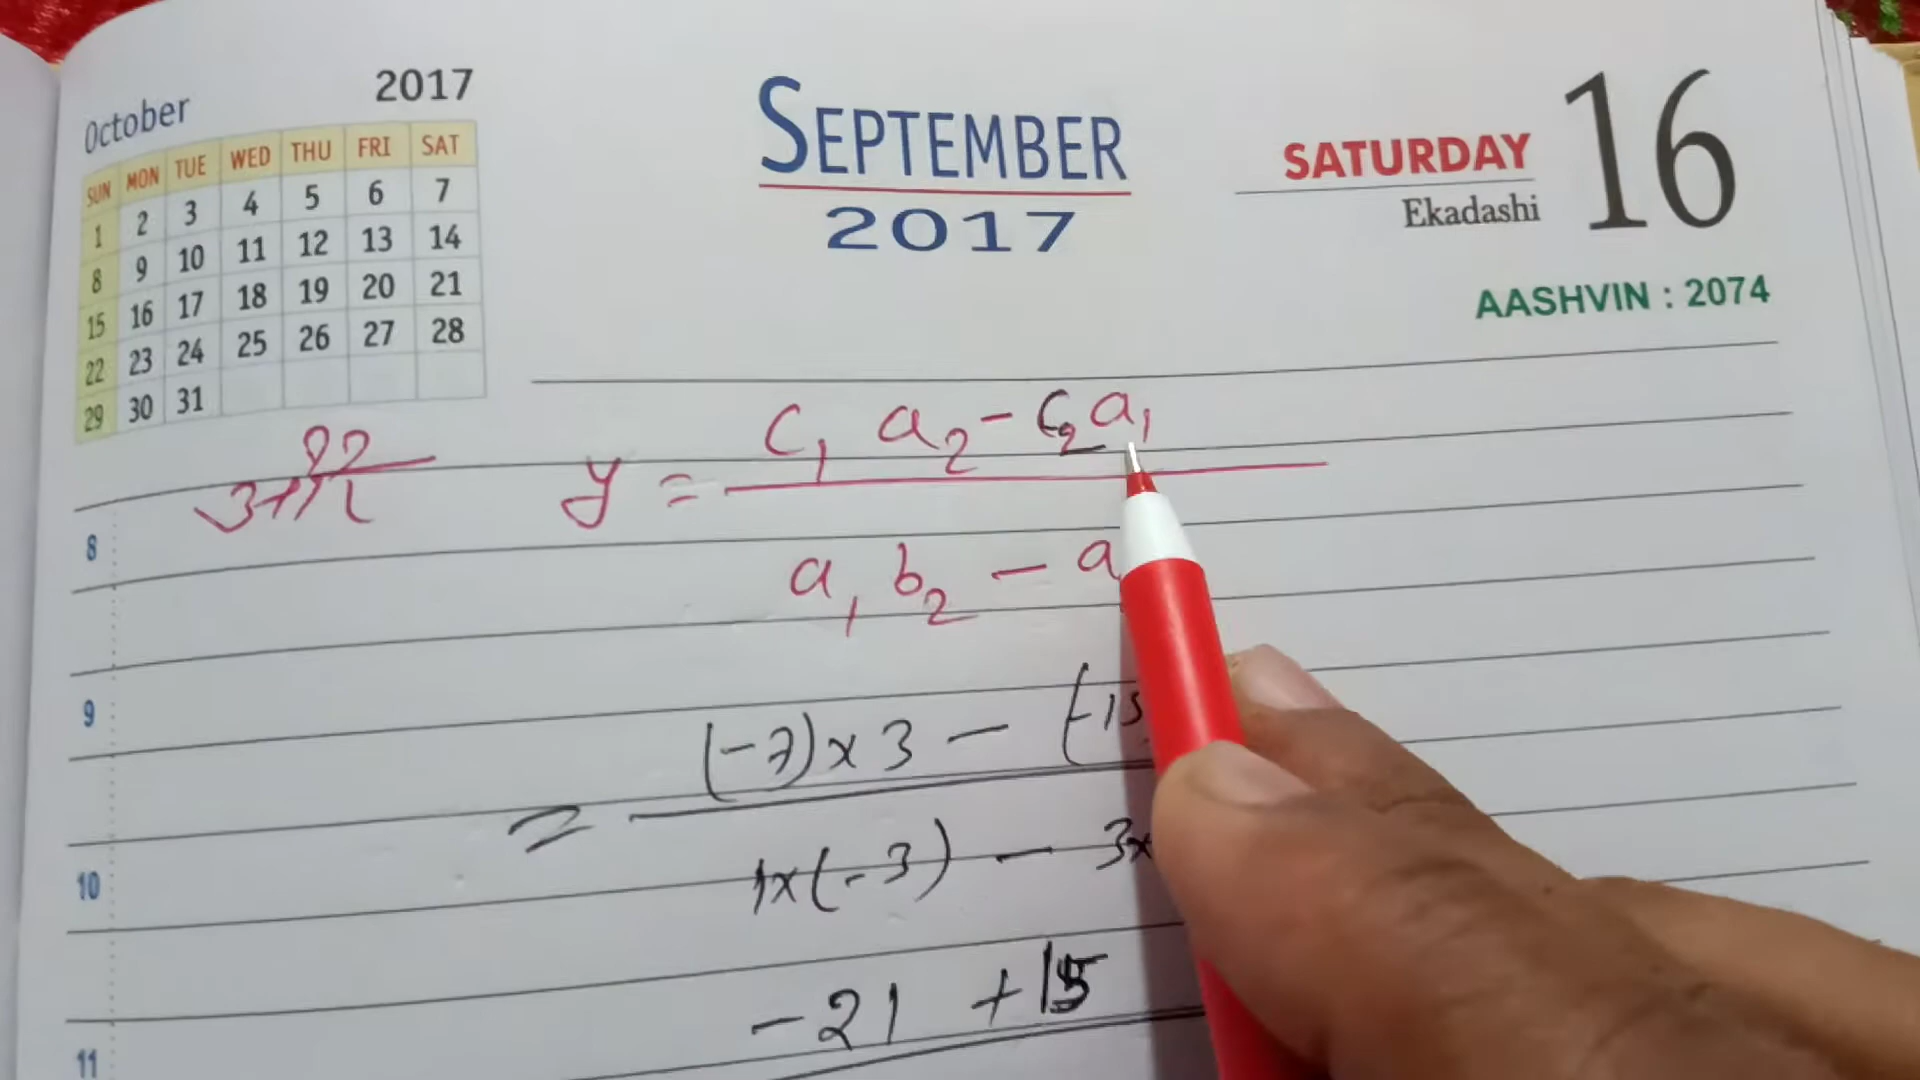 October 2017
SUN MON TUE WED THU FRI SAT
1 2 3 4 5 6 7
8 9 10 11 12 13 14
15 16 17 18 19 20 21
22 23 24 25 26 27 28
29 30 31
SEPTEMBER
2017
SATURDAY 16
Ekadashi
AASHVIN : 2074
और y = c₁ a₂ - c₂ a₁
8
a₁ b₂ - a
9
(-7) x 3 - (-15
=
1x(-3) - 3x
10
-21 +15
11